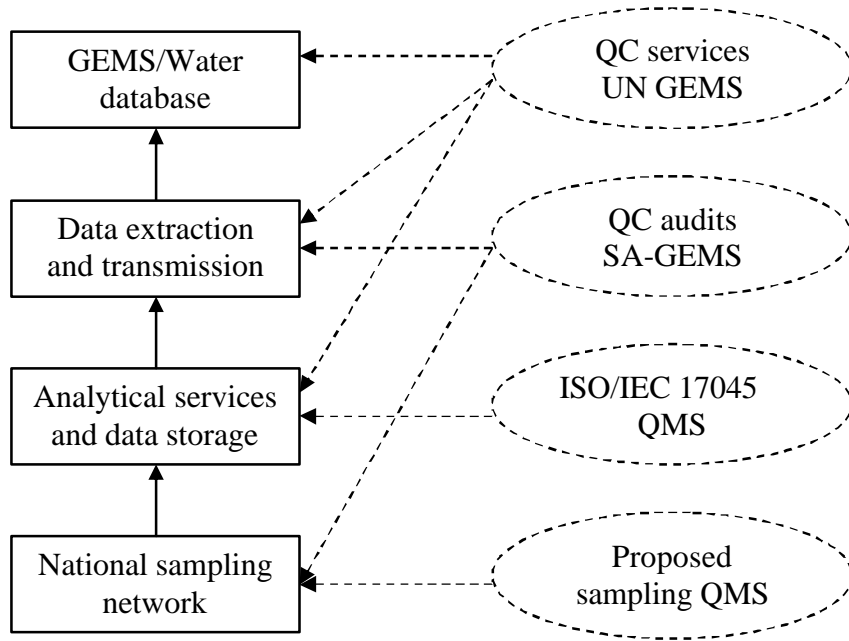 GEMS/Water
database
QC services
UN GEMS
Data extraction
and transmission
QC audits
SA-GEMS
Analytical services
and data storage
ISO/IEC 17045
QMS
National sampling
network
Proposed
sampling QMS